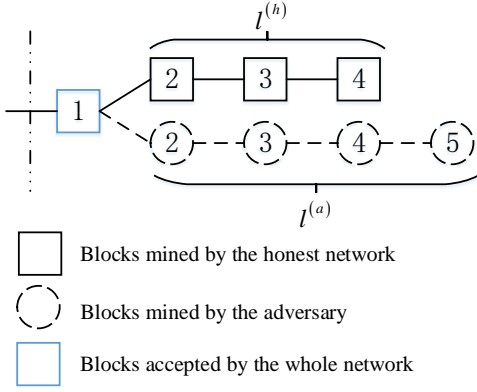 l^(h)
1 2 3 4
2 3 4 5
l^(a)
Blocks mined by the honest network
Blocks mined by the adversary
Blocks accepted by the whole network